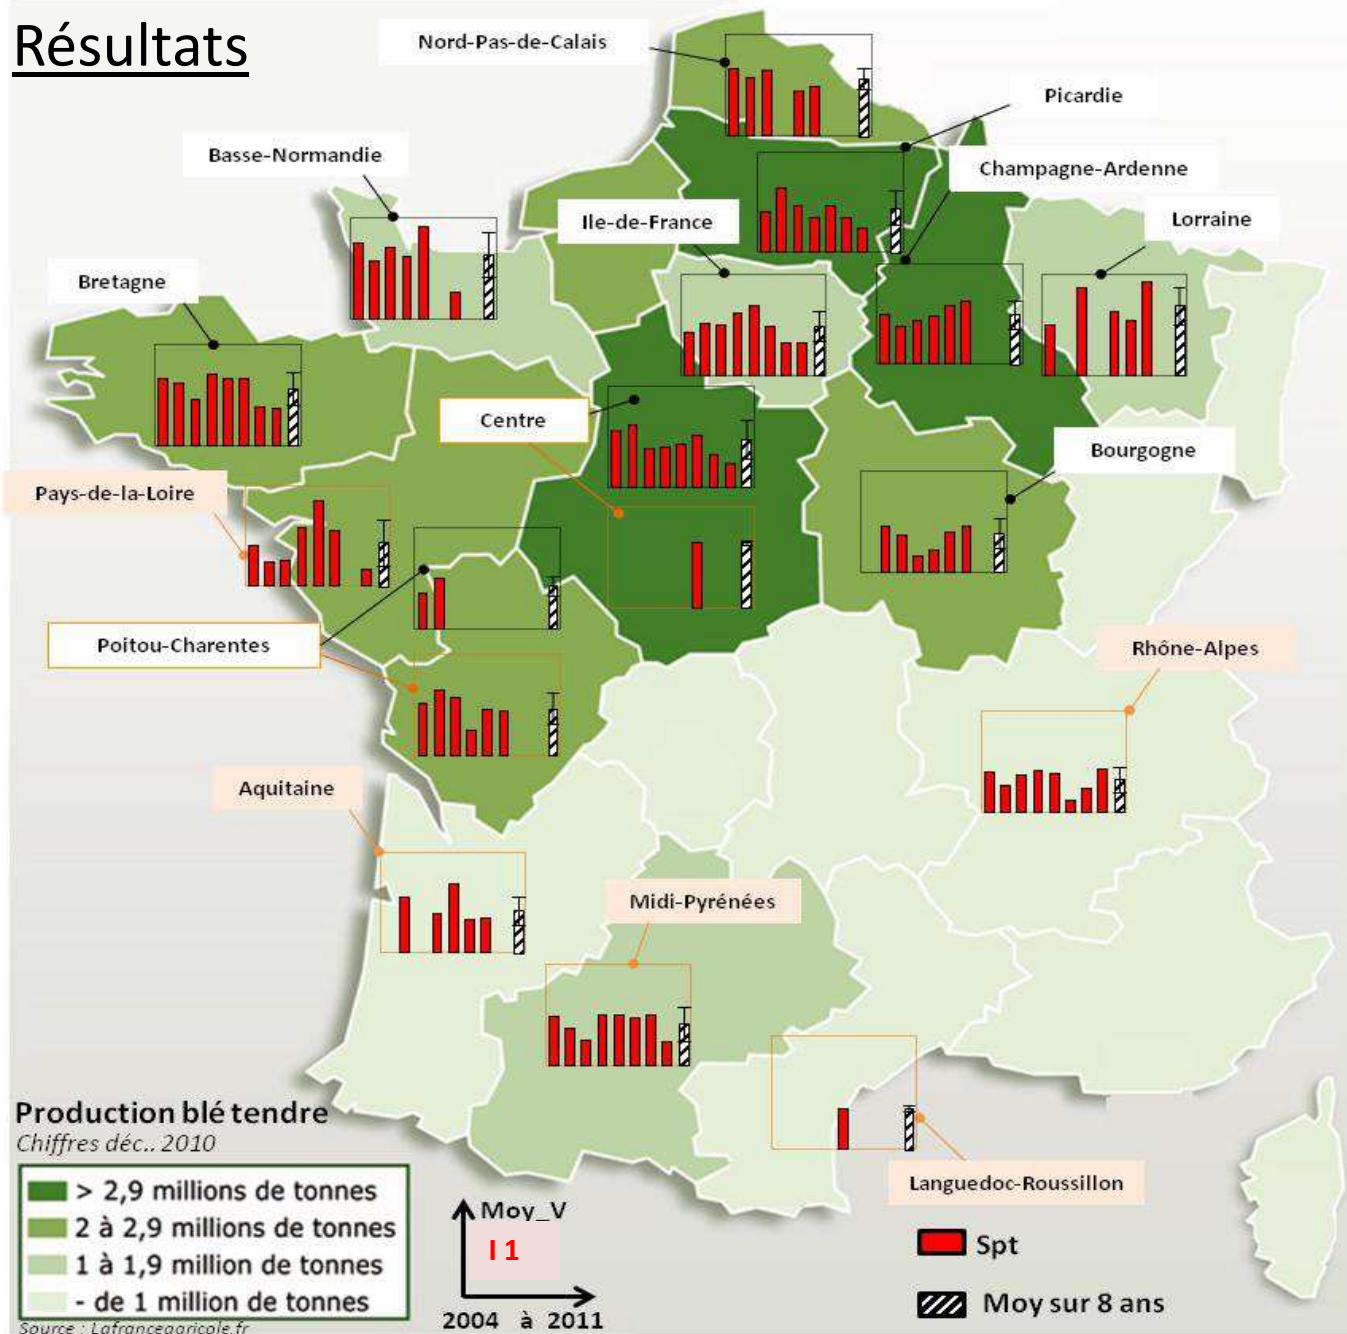 Résultats
Nord-Pas-de-Calais
Picardie
Basse-Normandie
Champagne-Ardenne
Ile-de-France
Lorraine
Bretagne
Centre
Bourgogne
Pays-de-la-Loire
Poitou-Charentes
Rhône-Alpes
Aquitaine
Midi-Pyrénées
Languedoc-Roussillon
Production blé tendre
Chiffres déc.. 2010
> 2,9 millions de tonnes
2 à 2,9 millions de tonnes
1 à 1,9 million de tonnes
- de 1 million de tonnes
Source : Lafranceagricole.fr
Moy_V
I 1
2004 à 2011
Spt
Moy sur 8 ans